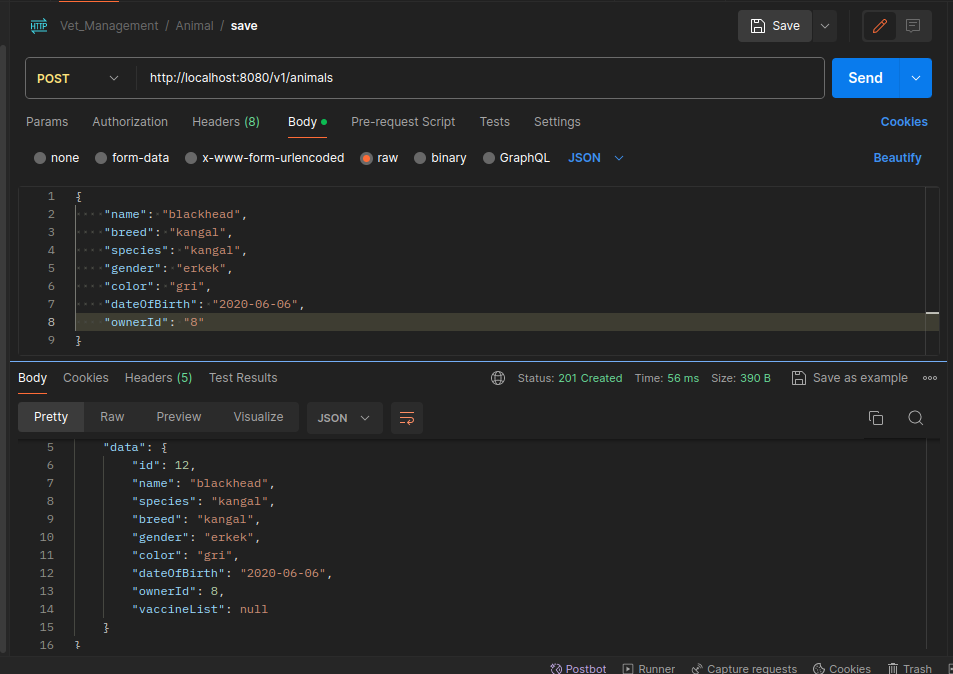 HTTP Vet_Management / Animal / save Save
POST http://localhost:8080/v1/animals Send
Params Authorization Headers (8) Body Pre-request Script Tests Settings Cookies
none form-data x-www-form-urlencoded raw binary GraphQL JSON Beautify
1 {
2 "name": "blackhead",
3 "breed": "kangal",
4 "species": "kangal",
5 "gender": "erkek",
6 "color": "gri",
7 "dateOfBirth": "2020-06-06",
8 "ownerId": "8"
9 }
Body Cookies Headers (5) Test Results Status: 201 Created Time: 56 ms Size: 390 B Save as example
Pretty Raw Preview Visualize JSON
5 "data": {
6 "id": 12,
7 "name": "blackhead",
8 "species": "kangal",
9 "breed": "kangal",
10 "gender": "erkek",
11 "color": "gri",
12 "dateOfBirth": "2020-06-06",
13 "ownerId": 8,
14 "vaccineList": null
15 }
16 }
Postbot Runner Capture requests Cookies Trash